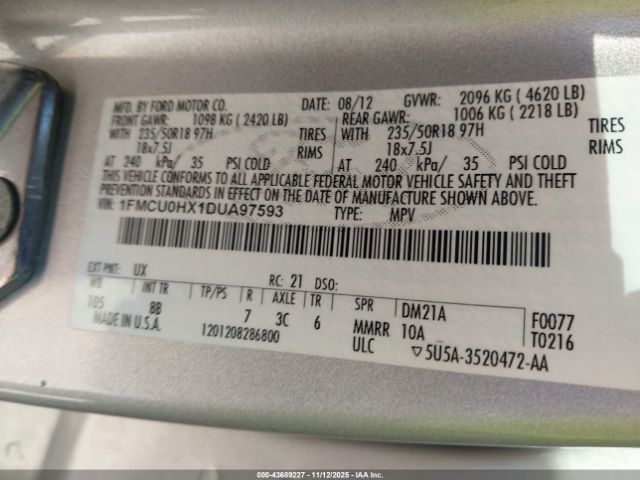 MFD. BY FORD MOTOR CO. DATE: 08/12 GVWR: 2096 KG ( 4620 LB)
FRONT GAWR: 1098 KG ( 2420 LB) REAR GAWR: 1006 KG ( 2218 LB)
WITH 235/50R18 97H TIRES WITH 235/50R18 97H TIRES
18x7.5J RIMS 18x7.5J RIMS
AT 240 kPa/ 35 PSI COLD AT 240 kPa/ 35 PSI COLD
THIS VEHICLE CONFORMS TO ALL APPLICABLE FEDERAL MOTOR VEHICLE SAFETY AND THEFT
PREVENTION STANDARDS IN EFFECT ON THE DATE OF MANUFACTURE SHOWN ABOVE.
VIN: 1FMCU0HX1DUA97593 TYPE: MPV
EXT PNT: UX RC: 21 DSO:
WB INT TR TP/PS R AXLE TR SPR DM21A F0077
105 8B 7 3C 6 MMRR 10A T0216
MADE IN U.S.A. 1201208286800 ULC ▽5U5A-3520472-AA
00-43689227 - 11/12/2025 - IAA Inc.